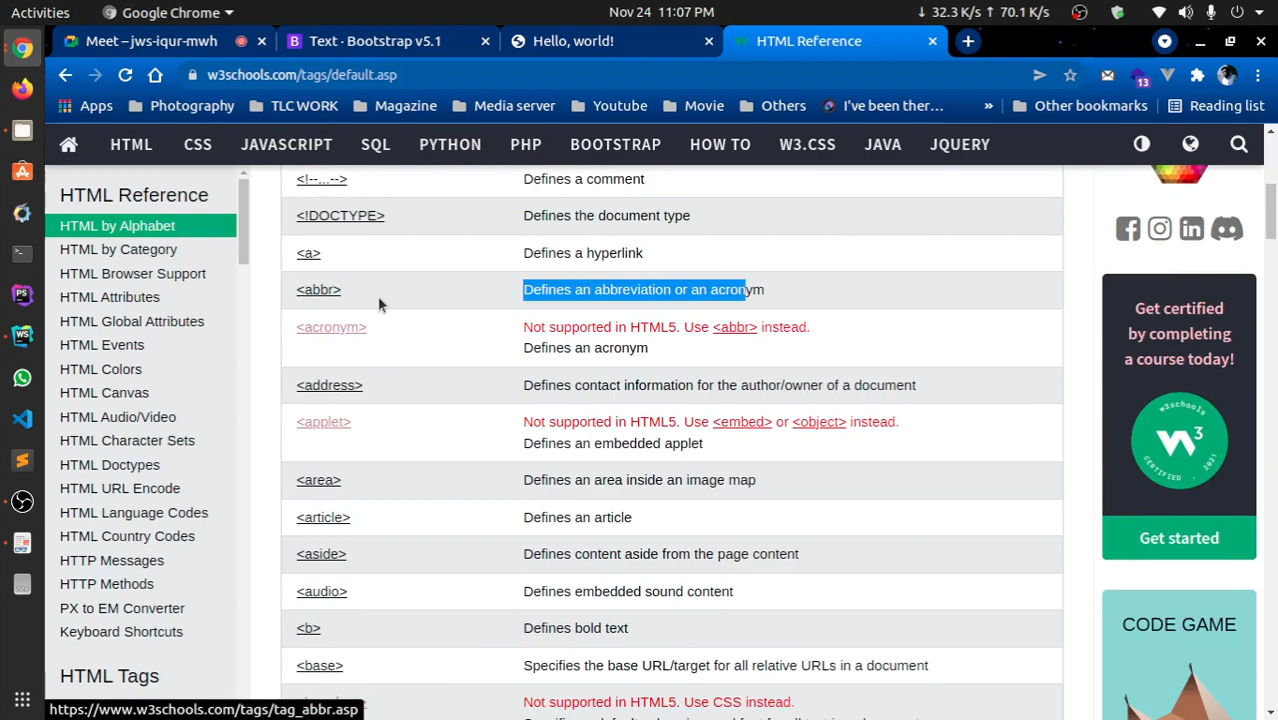 Activities
Google Chrome
Nov 24 11:07 PM
↓ 32.3 K/s ↑ 70.1 K/s
Meet – jws-iqur-mwh
Text · Bootstrap v5.1
Hello, world!
HTML Reference
w3schools.com/tags/default.asp
13
Apps
Photography
TLC WORK
Magazine
Media server
Youtube
Movie
Others
I've been ther...
»
Other bookmarks
Reading list
HTML
CSS
JAVASCRIPT
SQL
PYTHON
PHP
BOOTSTRAP
HOW TO
W3.CSS
JAVA
JQUERY
HTML Reference
HTML by Alphabet
HTML by Category
HTML Browser Support
HTML Attributes
HTML Global Attributes
HTML Events
HTML Colors
HTML Canvas
HTML Audio/Video
HTML Character Sets
HTML Doctypes
HTML URL Encode
HTML Language Codes
HTML Country Codes
HTTP Messages
HTTP Methods
PX to EM Converter
Keyboard Shortcuts
HTML Tags
<!--...--> Defines a comment
<!DOCTYPE> Defines the document type
<a> Defines a hyperlink
<abbr> Defines an abbreviation or an acronym
<acronym> Not supported in HTML5. Use <abbr> instead.
Defines an acronym
<address> Defines contact information for the author/owner of a document
<applet> Not supported in HTML5. Use <embed> or <object> instead.
Defines an embedded applet
<area> Defines an area inside an image map
<article> Defines an article
<aside> Defines content aside from the page content
<audio> Defines embedded sound content
<b> Defines bold text
<base> Specifies the base URL/target for all relative URLs in a document
Not supported in HTML5. Use CSS instead.
Get certified
by completing
a course today!
w3schools
W3
CERTIFIED . 2021
Get started
CODE GAME
https://www.w3schools.com/tags/tag_abbr.asp